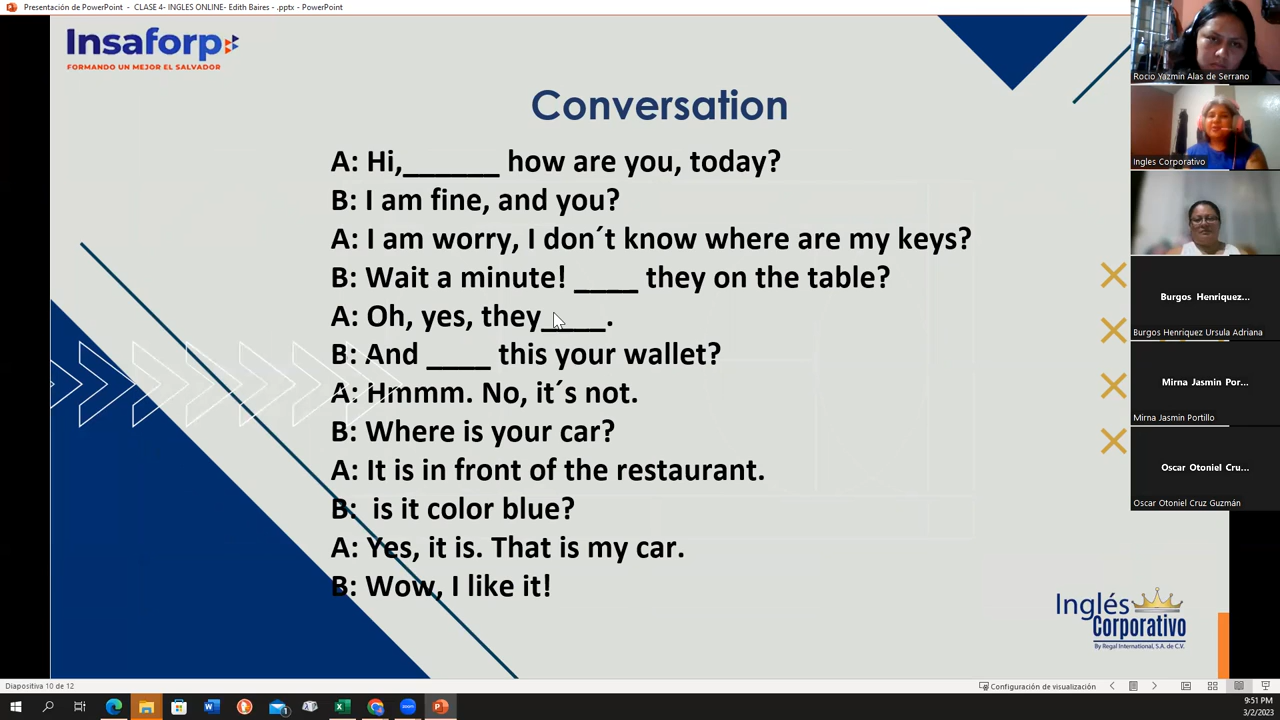 Presentación de PowerPoint - CLASE 4- INGLES ONLINE- Edith Baires - .pptx - PowerPoint
Insaforp
FORMANDO UN MEJOR EL SALVADOR
Conversation
A: Hi,______ how are you, today?
B: I am fine, and you?
A: I am worry, I don´t know where are my keys?
B: Wait a minute! ____ they on the table?
A: Oh, yes, they____.
B: And ____ this your wallet?
A: Hmmm. No, it´s not.
B: Where is your car?
A: It is in front of the restaurant.
B: is it color blue?
A: Yes, it is. That is my car.
B: Wow, I like it!
Inglés
Corporativo
By Regal International, S.A. de C.V.
Rocio Yazmin Alas de Serrano
Ingles Corporativo
Burgos Henriquez...
Burgos Henriquez Ursula Adriana
Mirna Jasmin Por...
Mirna Jasmin Portillo
Oscar Otoniel Cru...
Oscar Otoniel Cruz Guzmán
Diapositiva 10 de 12
Configuración de visualización
9:51 PM
3/2/2023